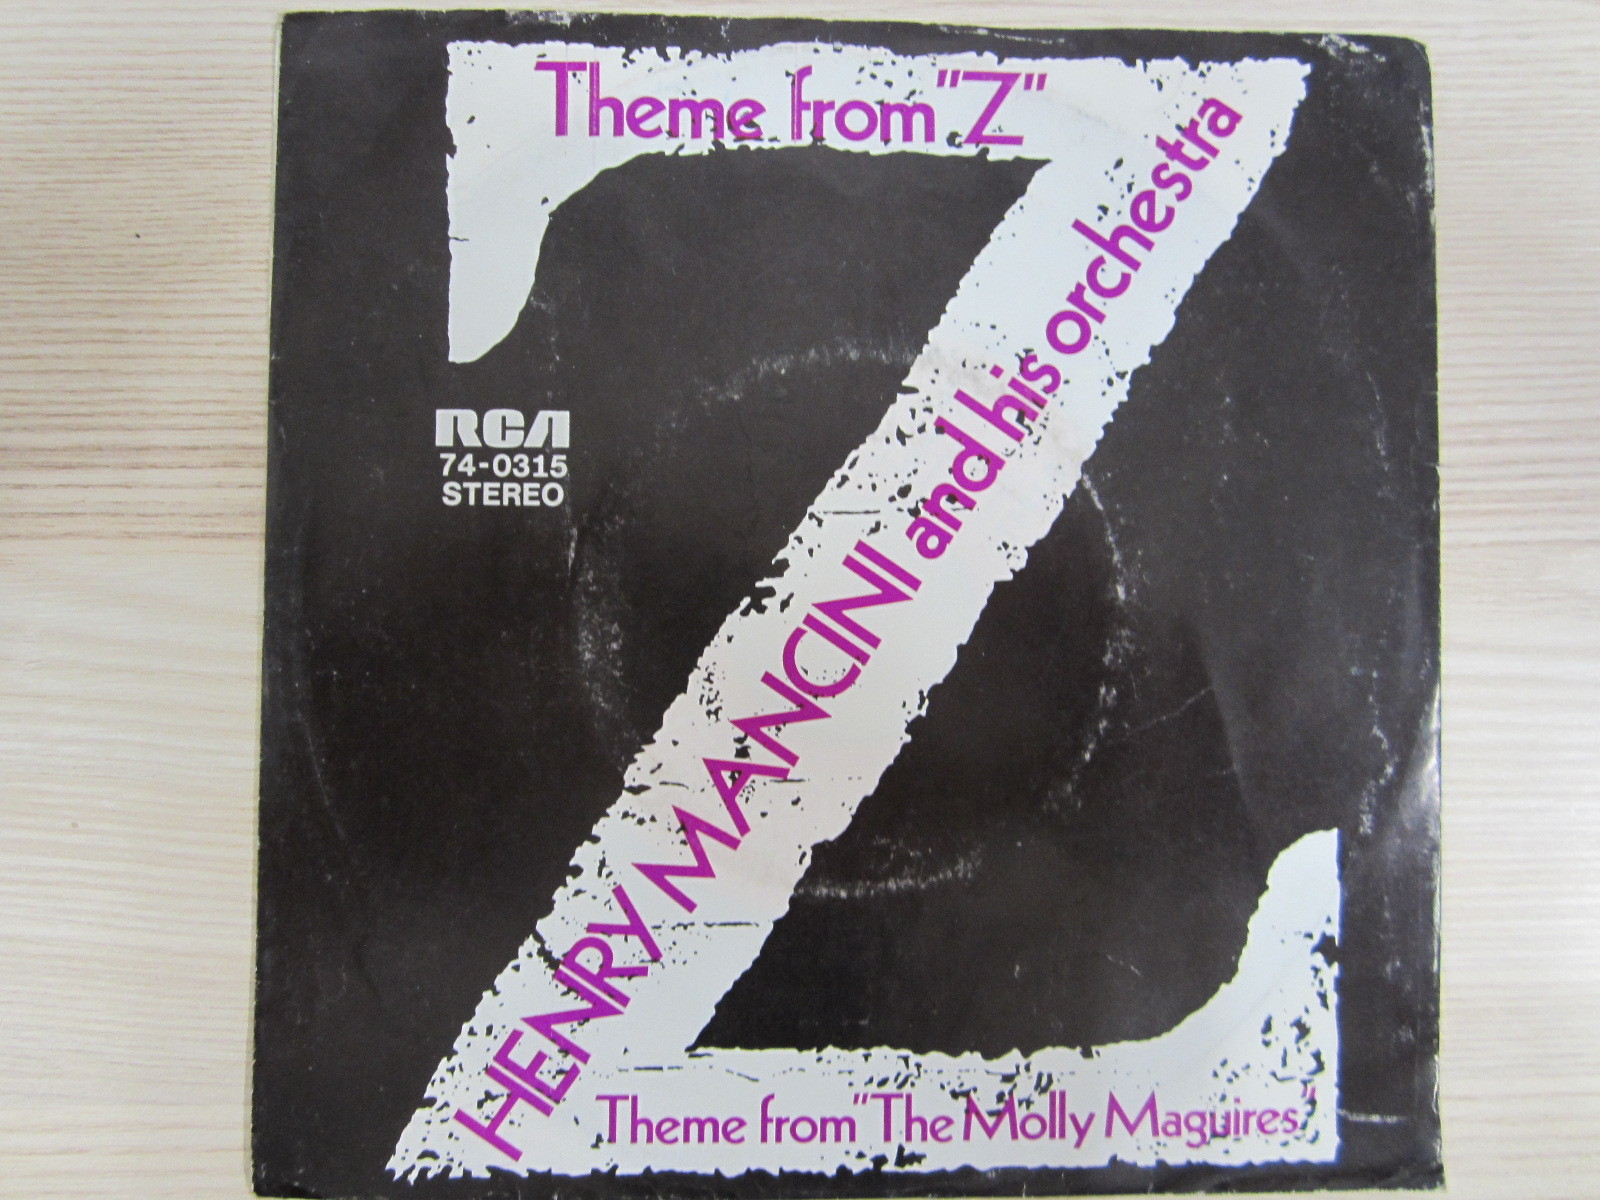 Theme from "Z"
RCA
74-0315
STEREO
HENRY MANCINI and his orchestra
Theme from "The Molly Maguires"